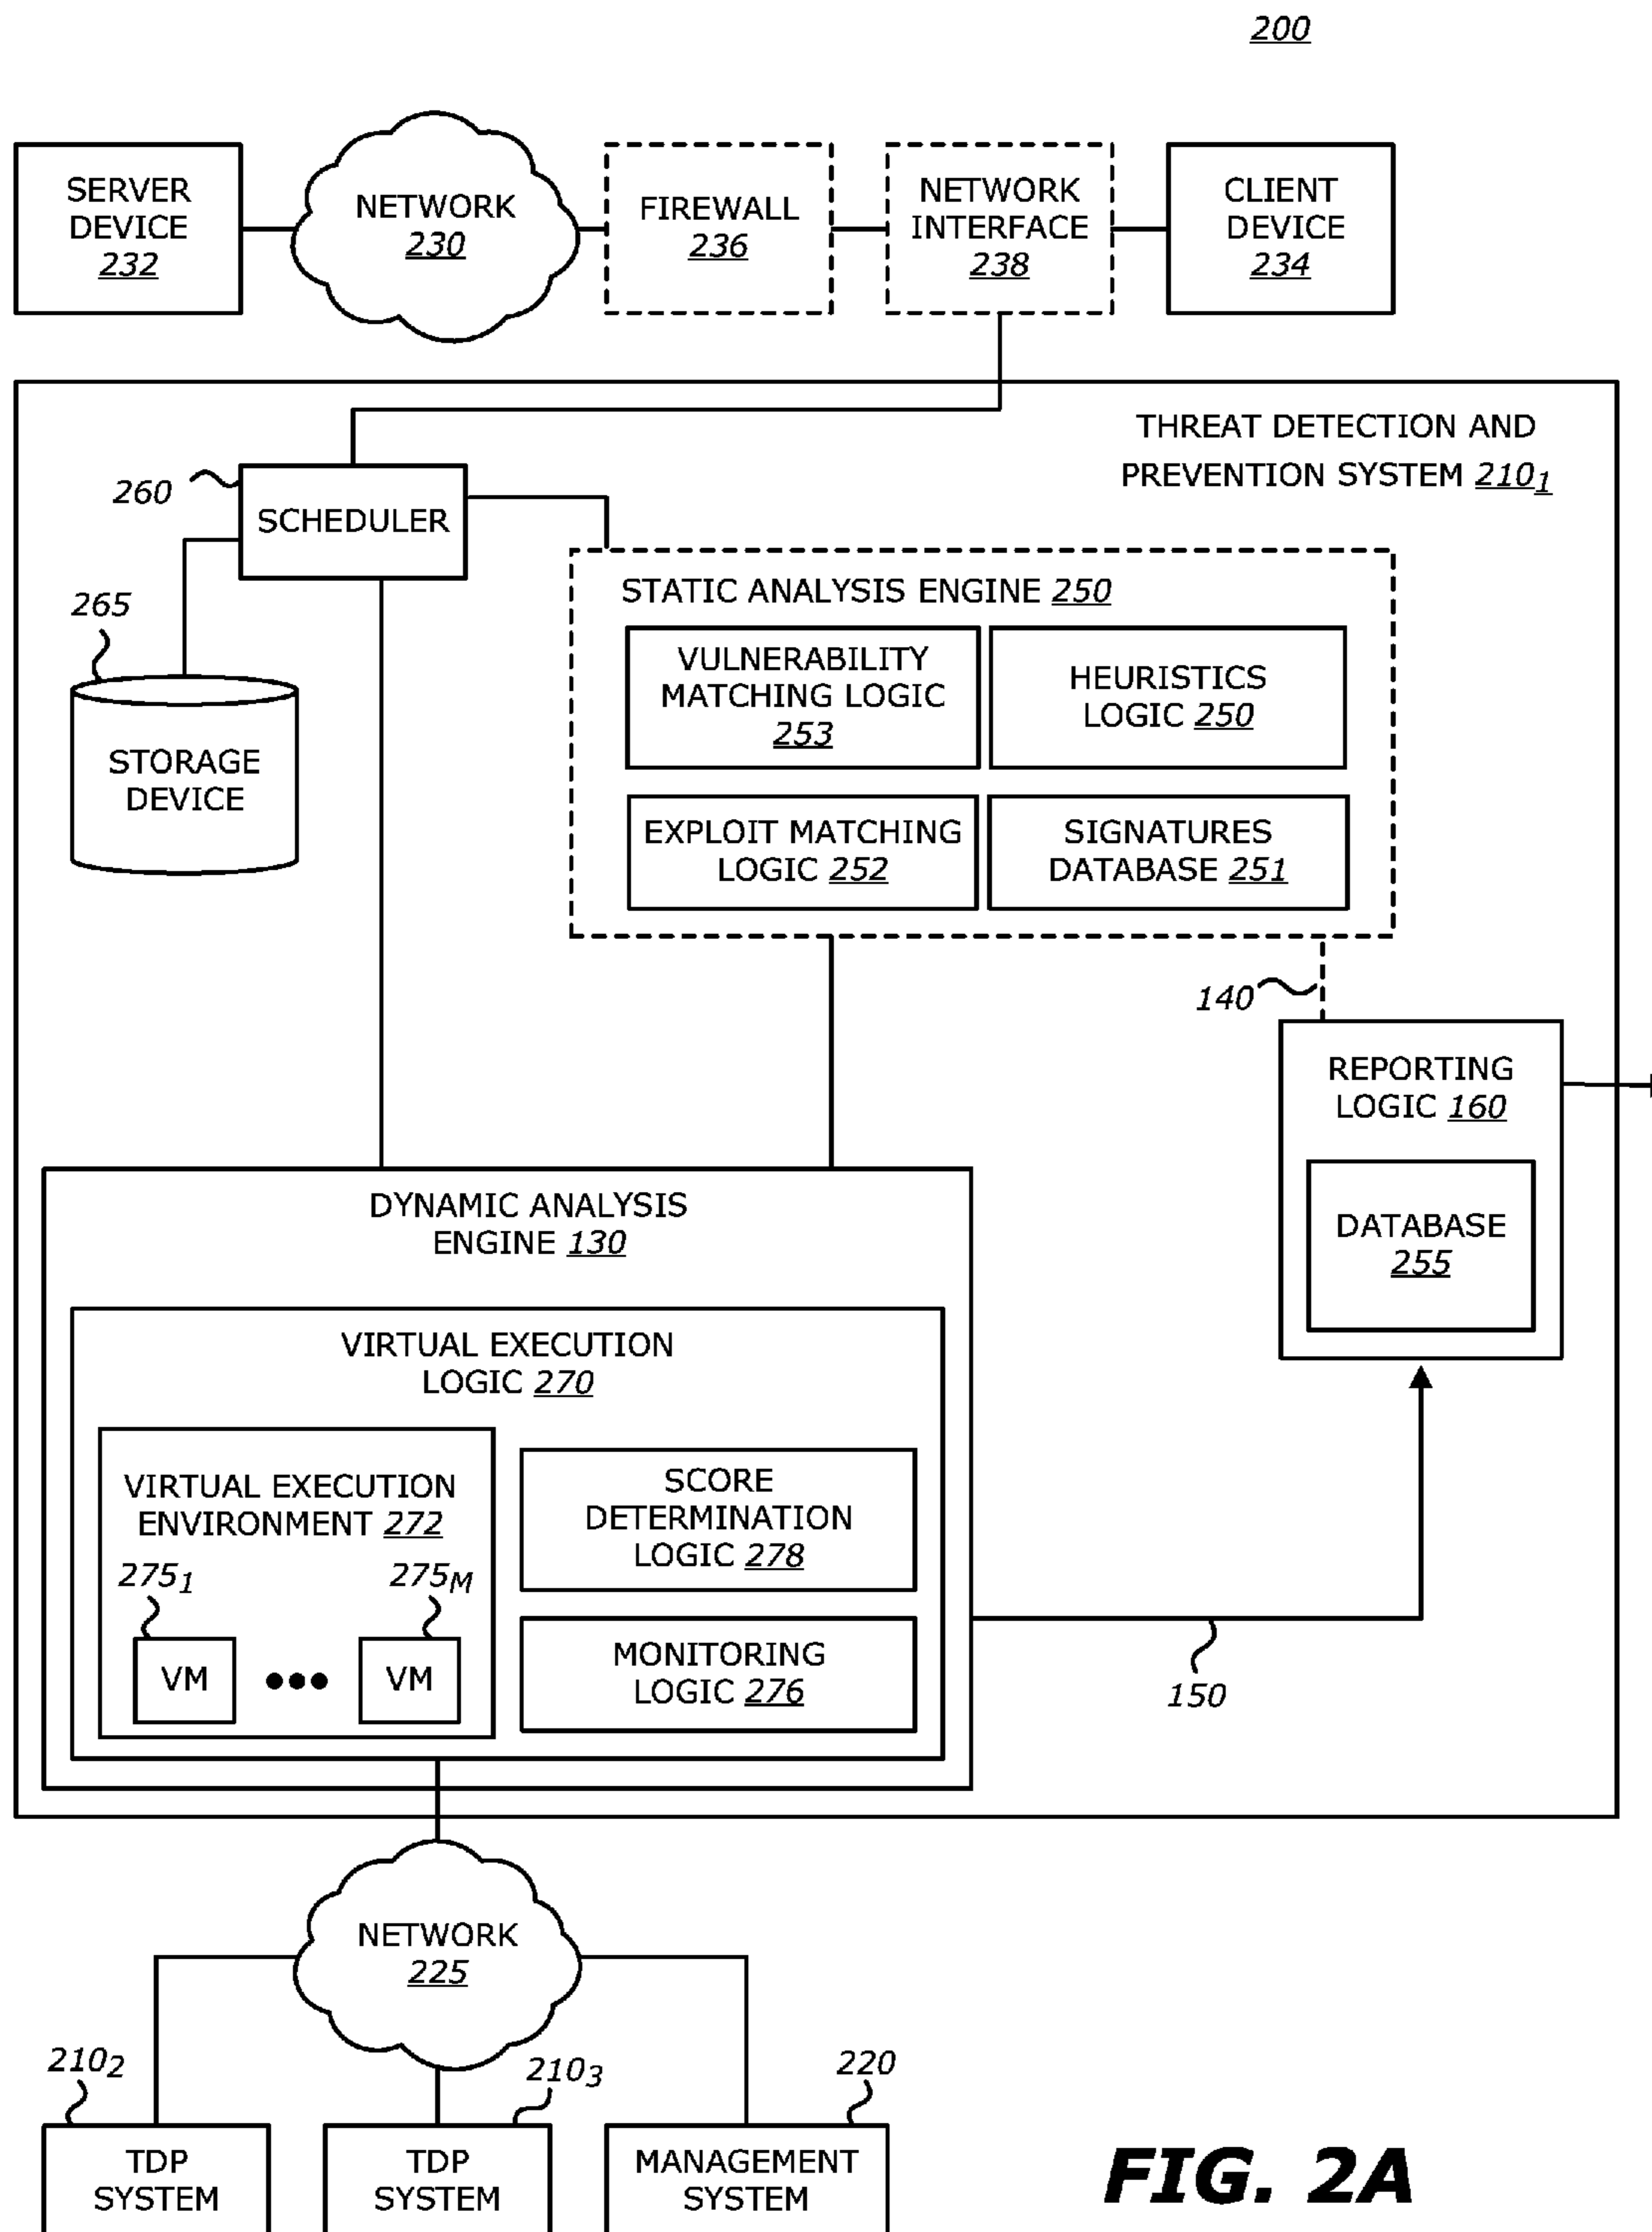 200
SERVER
DEVICE
232
NETWORK
230
FIREWALL
236
NETWORK
INTERFACE
238
CLIENT
DEVICE
234
THREAT DETECTION AND
PREVENTION SYSTEM 210₁
260
SCHEDULER
265
STORAGE
DEVICE
STATIC ANALYSIS ENGINE 250
VULNERABILITY
MATCHING LOGIC
253
HEURISTICS
LOGIC 250
EXPLOIT MATCHING
LOGIC 252
SIGNATURES
DATABASE 251
140
REPORTING
LOGIC 160
DATABASE
255
DYNAMIC ANALYSIS
ENGINE 130
VIRTUAL EXECUTION
LOGIC 270
VIRTUAL EXECUTION
ENVIRONMENT 272
275₁
275M
VM
VM
SCORE
DETERMINATION
LOGIC 278
MONITORING
LOGIC 276
150
NETWORK
225
210₂
210₃
220
TDP
SYSTEM
TDP
SYSTEM
MANAGEMENT
SYSTEM
FIG. 2A